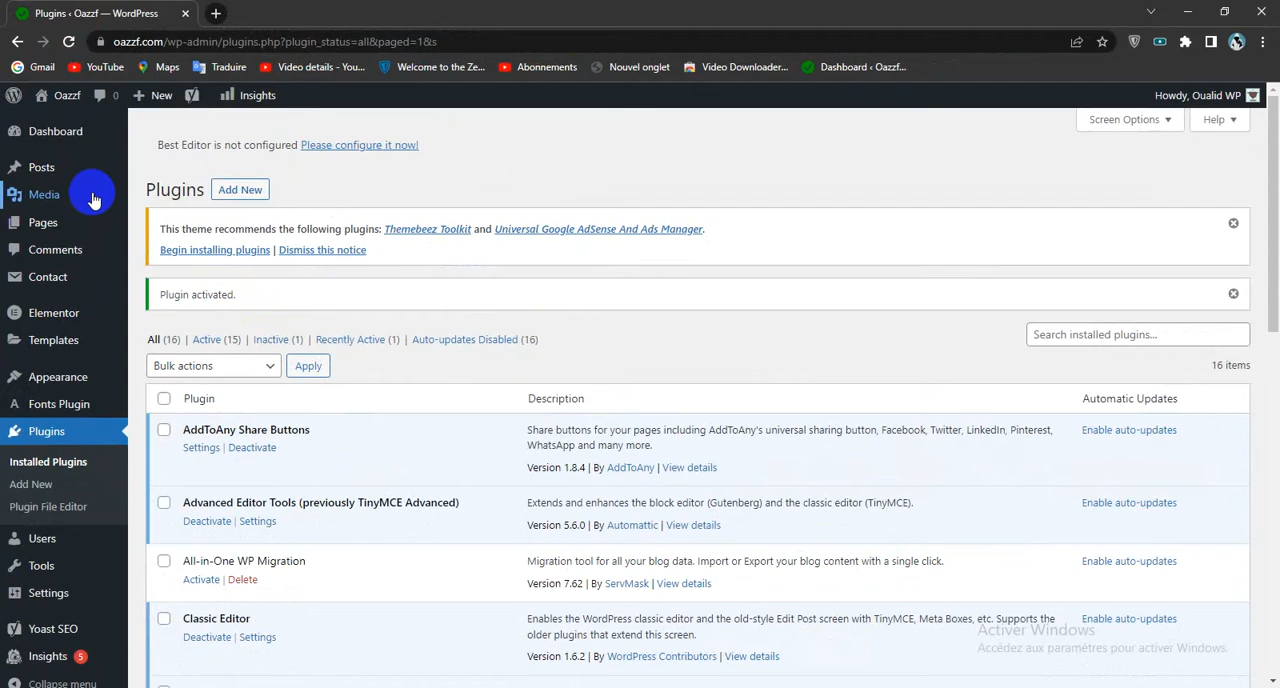 Plugins ‹ Oazzf — WordPress
oazzf.com/wp-admin/plugins.php?plugin_status=all&paged=1&s
Gmail YouTube Maps Traduire Video details - You... Welcome to the Ze... Abonnements Nouvel onglet Video Downloader... Dashboard ‹ Oazzf...
Oazzf 0 New Insights Howdy, Oualid WP
Screen Options Help
Dashboard
Posts
Media
Pages
Comments
Contact
Elementor
Templates
Appearance
Fonts Plugin
Plugins
Installed Plugins
Add New
Plugin File Editor
Users
Tools
Settings
Yoast SEO
Insights 5
Collapse menu
Best Editor is not configured Please configure it now!
Plugins Add New
This theme recommends the following plugins: Themebeez Toolkit and Universal Google AdSense And Ads Manager.
Begin installing plugins | Dismiss this notice
Plugin activated.
All (16) | Active (15) | Inactive (1) | Recently Active (1) | Auto-updates Disabled (16)
Search installed plugins...
Bulk actions Apply
16 items
Plugin Description Automatic Updates
AddToAny Share Buttons
Settings | Deactivate
Share buttons for your pages including AddToAny's universal sharing button, Facebook, Twitter, LinkedIn, Pinterest,
WhatsApp and many more.
Version 1.8.4 | By AddToAny | View details
Enable auto-updates
Advanced Editor Tools (previously TinyMCE Advanced)
Deactivate | Settings
Extends and enhances the block editor (Gutenberg) and the classic editor (TinyMCE).
Version 5.6.0 | By Automattic | View details
Enable auto-updates
All-in-One WP Migration
Activate | Delete
Migration tool for all your blog data. Import or Export your blog content with a single click.
Version 7.62 | By ServMask | View details
Enable auto-updates
Classic Editor
Deactivate | Settings
Enables the WordPress classic editor and the old-style Edit Post screen with TinyMCE, Meta Boxes, etc. Supports the
older plugins that extend this screen.
Version 1.6.2 | By WordPress Contributors | View details
Enable auto-updates
Activer Windows
Accédez aux paramètres pour activer Windows.